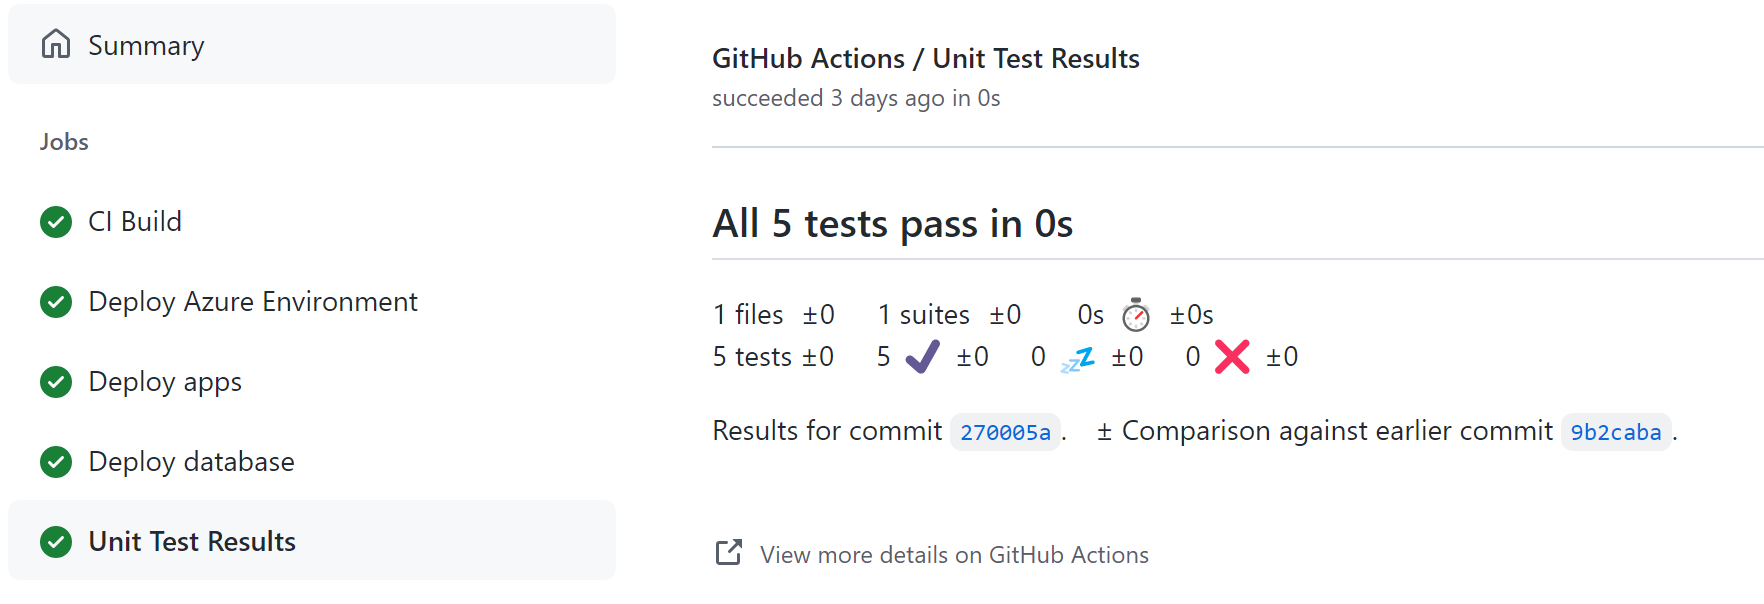 Summary
Jobs
CI Build
Deploy Azure Environment
Deploy apps
Deploy database
Unit Test Results
GitHub Actions / Unit Test Results
succeeded 3 days ago in 0s
All 5 tests pass in 0s
1 files ±0 1 suites ±0 0s ⏱ ±0s
5 tests ±0 5 ✔ ±0 0 💤 ±0 0 ❌ ±0
Results for commit 270005a. ± Comparison against earlier commit 9b2caba.
View more details on GitHub Actions